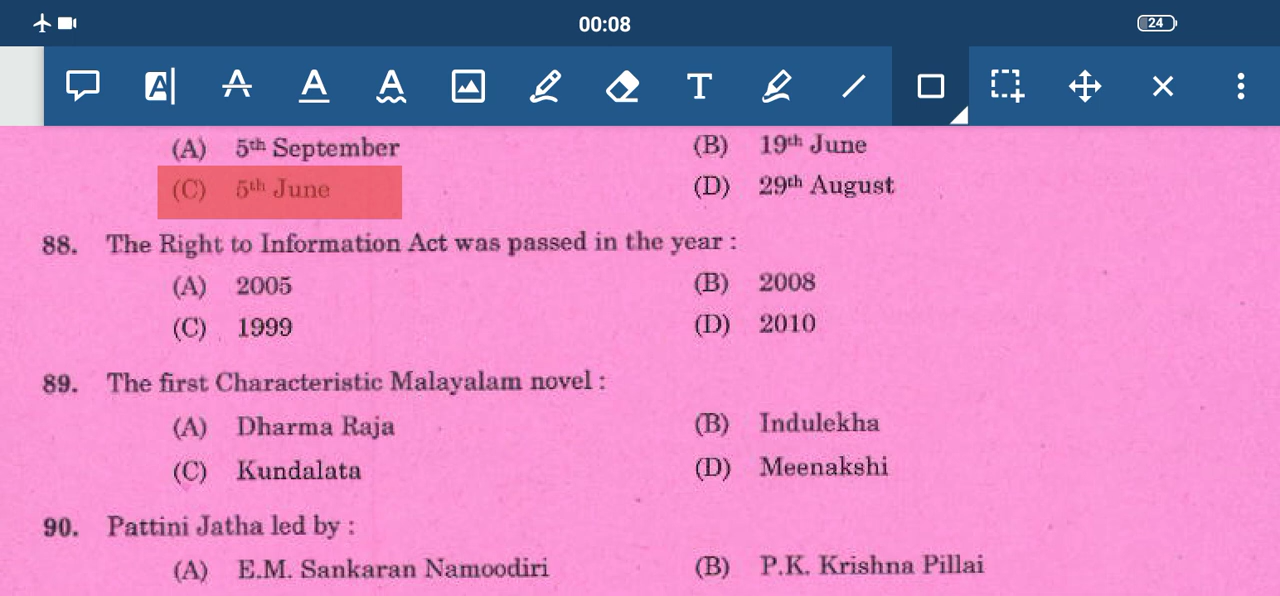 00:08
24
(A) 5th September (B) 19th June
(C) 5th June (D) 29th August
88. The Right to Information Act was passed in the year :
(A) 2005 (B) 2008
(C) 1999 (D) 2010
89. The first Characteristic Malayalam novel :
(A) Dharma Raja (B) Indulekha
(C) Kundalata (D) Meenakshi
90. Pattini Jatha led by :
(A) E.M. Sankaran Namoodiri (B) P.K. Krishna Pillai